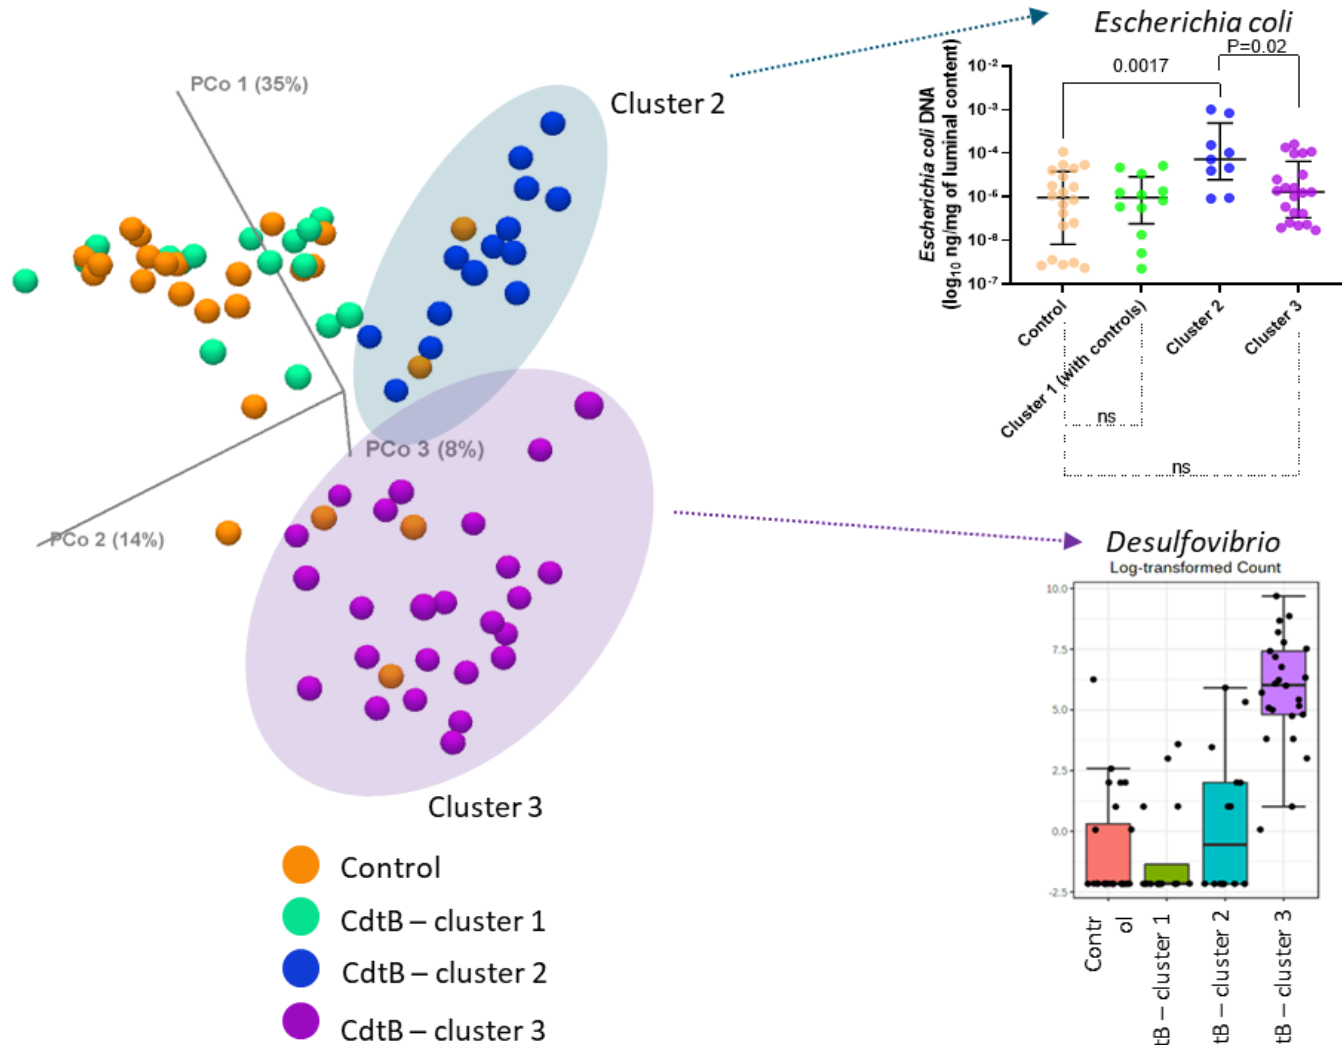 PCo 1 (35%)
Cluster 2
PCo 3 (8%)
PCo 2 (14%)
Cluster 3
Control
CdtB – cluster 1
CdtB – cluster 2
CdtB – cluster 3
Escherichia coli
P=0.02
0.0017
Escherichia coli DNA
(log10 ng/mg of luminal content)
10-2
10-3
10-4
10-6
10-8
10-7
Control
Cluster 1 (with controls)
Cluster 2
Cluster 3
ns
ns
Desulfovibrio
Log-transformed Count
10.0
7.5
5.0
2.5
0.0
-2.5
Contr
ol
tB – cluster 1
tB – cluster 2
tB – cluster 3